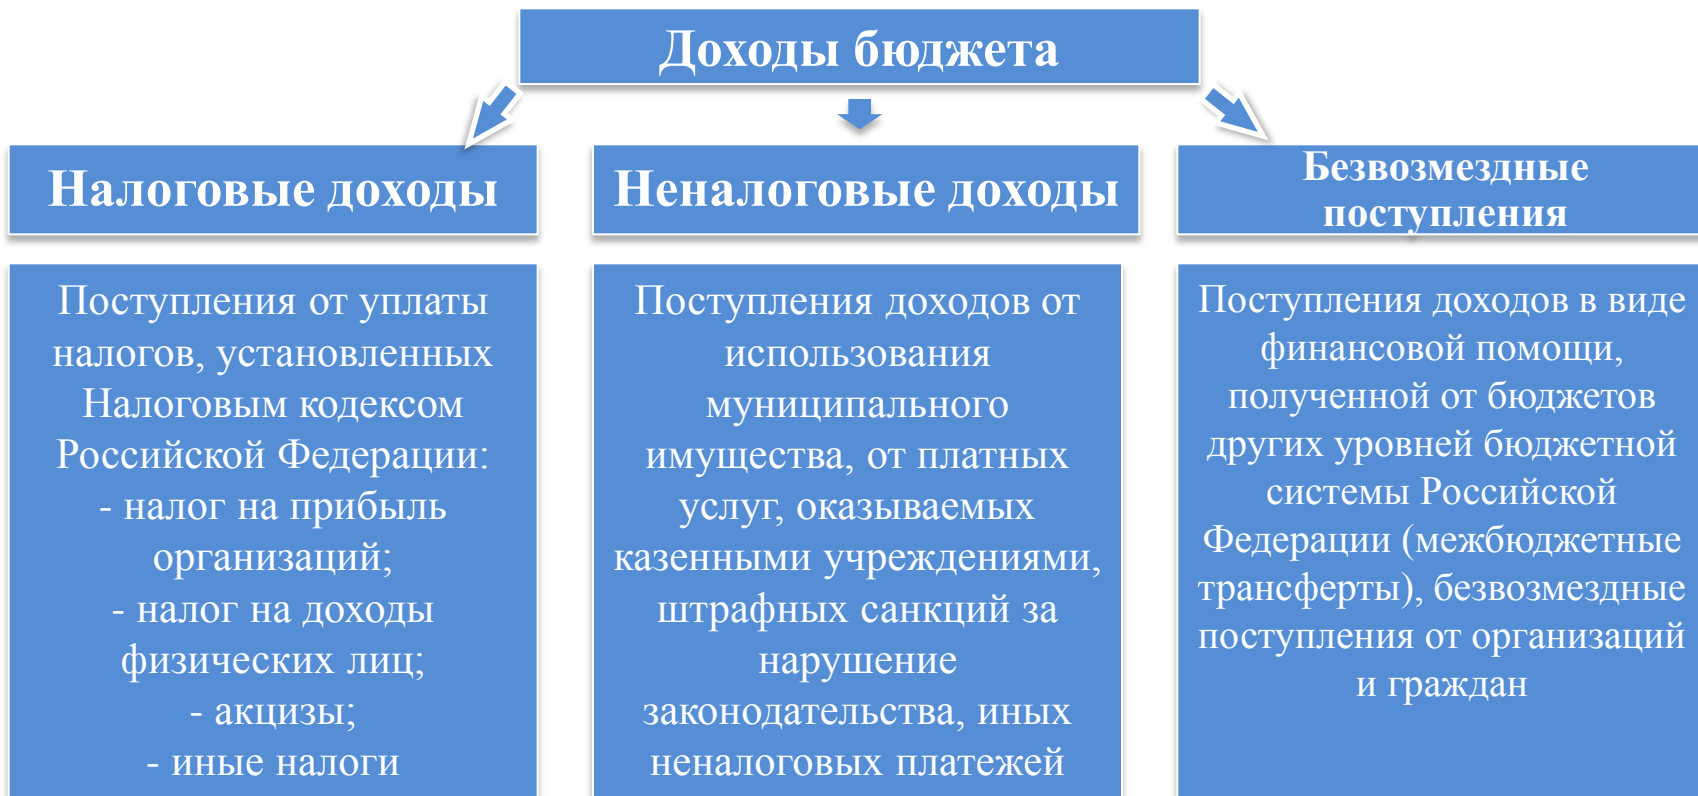 Доходы бюджета
Налоговые доходы
Неналоговые доходы
Безвозмездные
поступления
Поступления от уплаты
налогов, установленных
Налоговым кодексом
Российской Федерации:
- налог на прибыль
организаций;
- налог на доходы
физических лиц;
- акцизы;
- иные налоги
Поступления доходов от
использования
муниципального
имущества, от платных
услуг, оказываемых
казенными учреждениями,
штрафных санкций за
нарушение
законодательства, иных
неналоговых платежей
Поступления доходов в виде
финансовой помощи,
полученной от бюджетов
других уровней бюджетной
системы Российской
Федерации (межбюджетные
трансферты), безвозмездные
поступления от организаций
и граждан